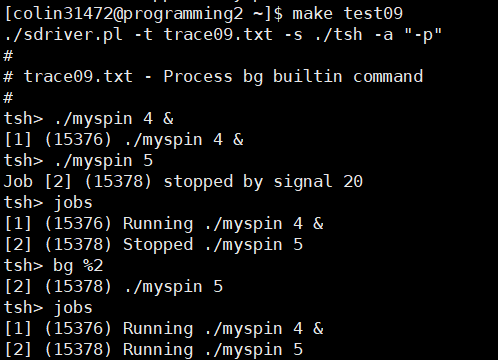 [colin31472@programming2 ~]$ make test09
./sdriver.pl -t trace09.txt -s ./tsh -a "-p"
#
# trace09.txt - Process bg builtin command
#
tsh> ./myspin 4 &
[1] (15376) ./myspin 4 &
tsh> ./myspin 5
Job [2] (15378) stopped by signal 20
tsh> jobs
[1] (15376) Running ./myspin 4 &
[2] (15378) Stopped ./myspin 5
tsh> bg %2
[2] (15378) ./myspin 5
tsh> jobs
[1] (15376) Running ./myspin 4 &
[2] (15378) Running ./myspin 5